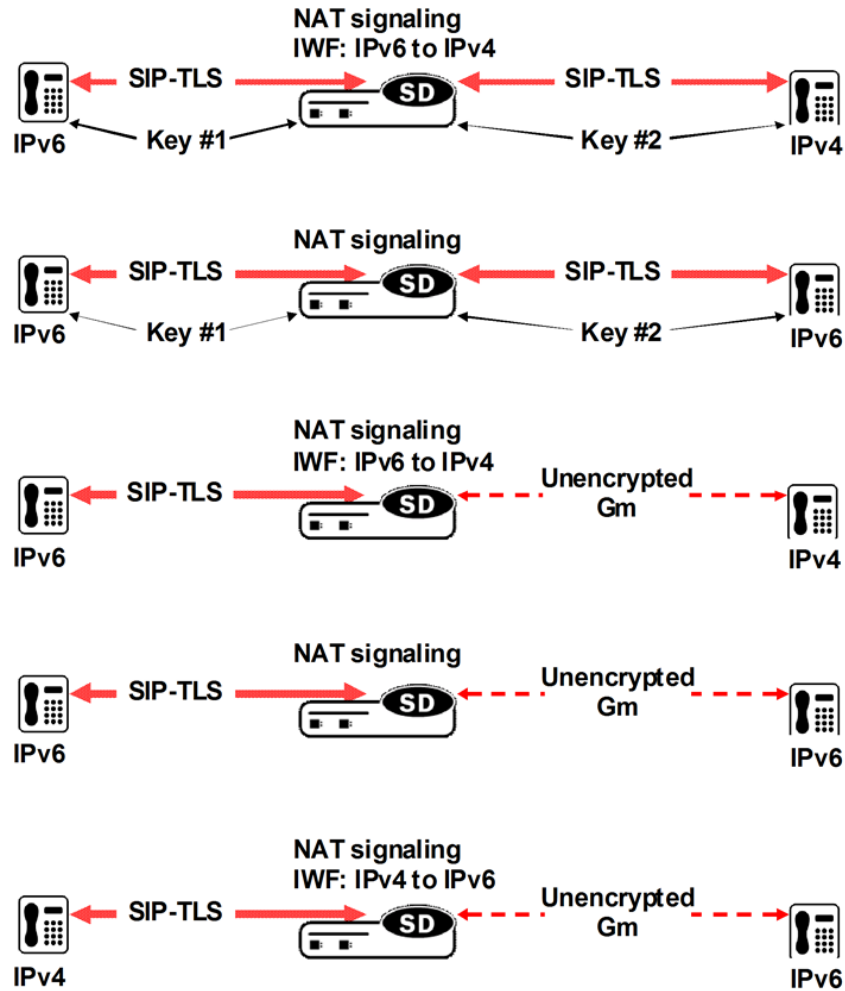 NAT signaling
IWF: IPv6 to IPv4
SIP-TLS SD SIP-TLS
IPv6 Key #1 Key #2 IPv4
NAT signaling
SIP-TLS SD SIP-TLS
IPv6 Key #1 Key #2 IPv6
NAT signaling
IWF: IPv6 to IPv4
SIP-TLS SD Unencrypted
Gm
IPv6 IPv4
NAT signaling
SIP-TLS SD Unencrypted
Gm
IPv6 IPv6
NAT signaling
IWF: IPv4 to IPv6
SIP-TLS SD Unencrypted
Gm
IPv4 IPv6